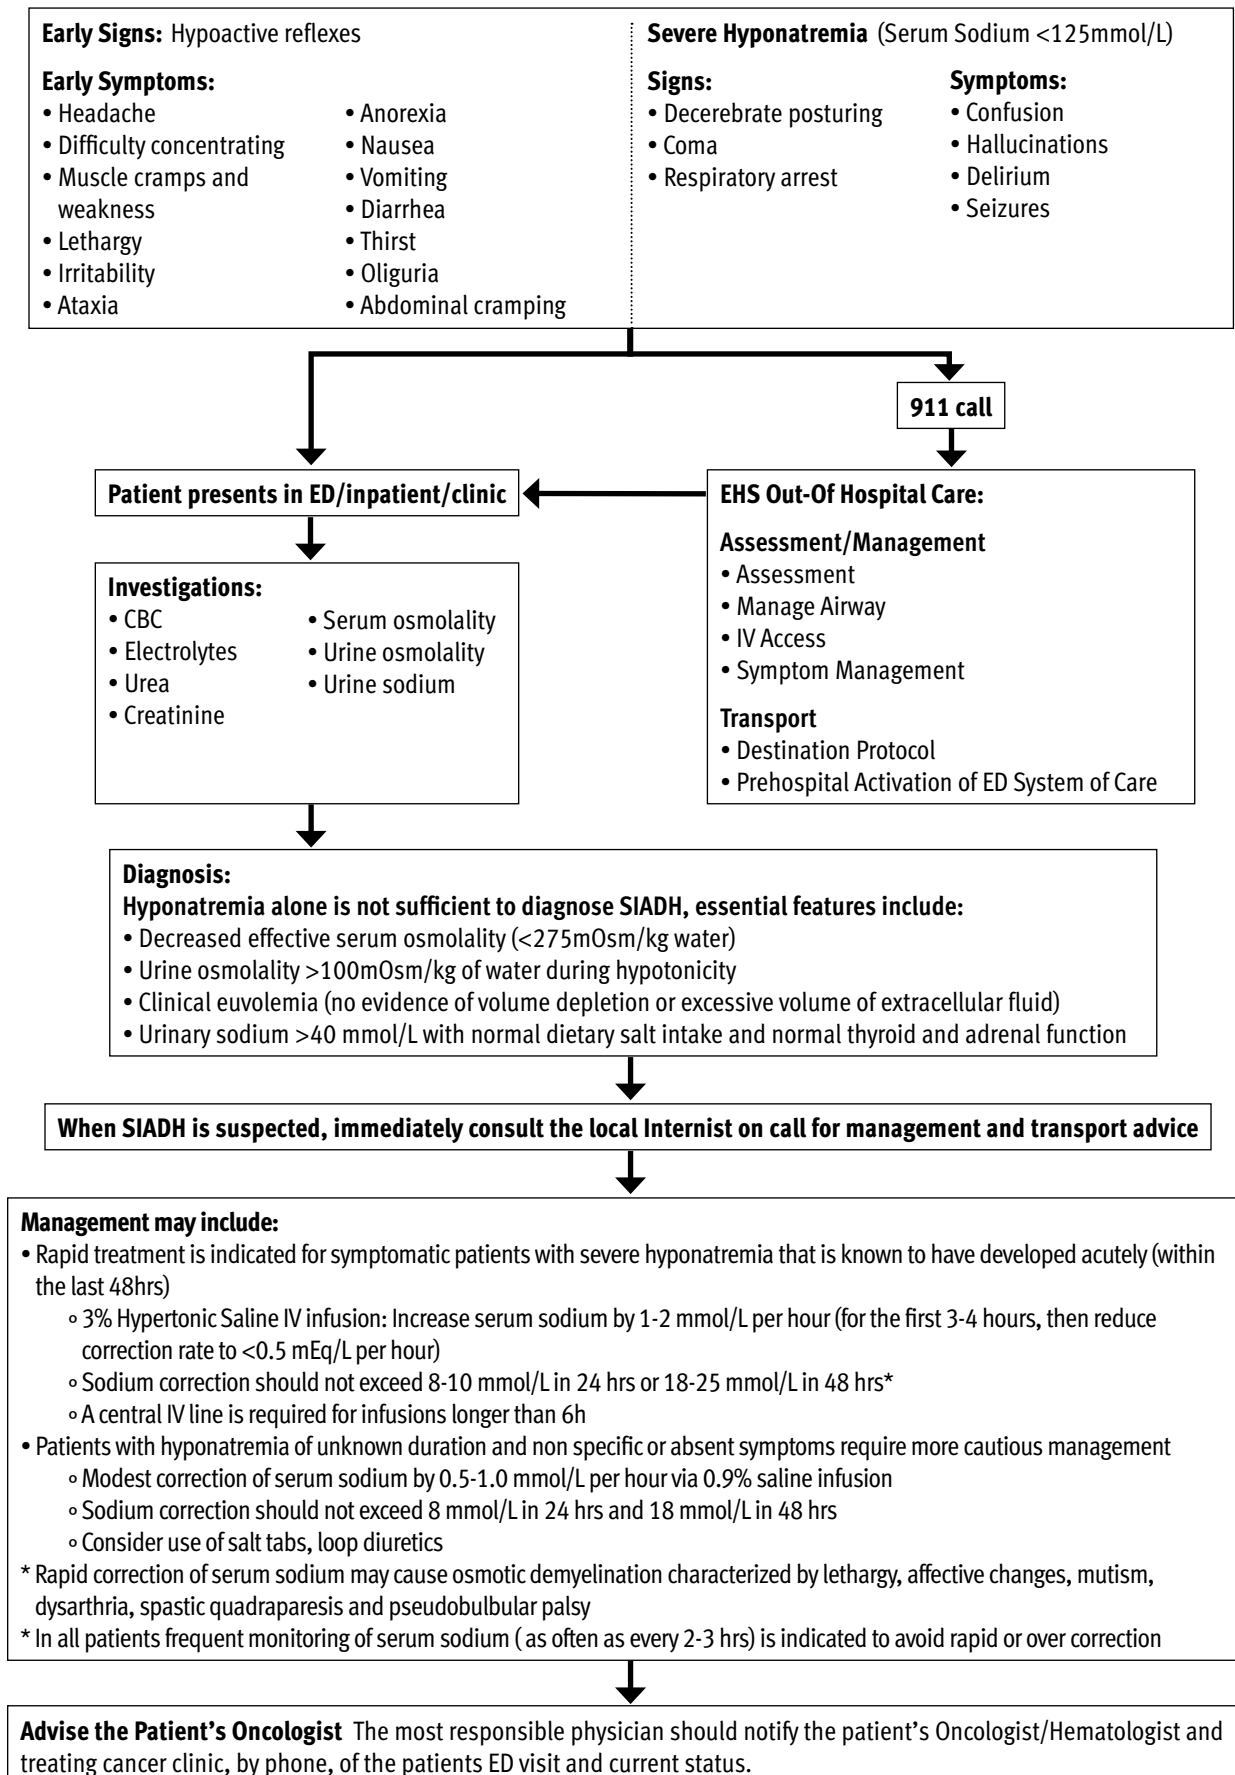 Early Signs: Hypoactive reflexes
Early Symptoms:
• Headache
• Difficulty concentrating
• Muscle cramps and
weakness
• Lethargy
• Irritability
• Ataxia
• Anorexia
• Nausea
• Vomiting
• Diarrhea
• Thirst
• Oliguria
• Abdominal cramping
Severe Hyponatremia (Serum Sodium <125mmol/L)
Signs:
• Decerebrate posturing
• Coma
• Respiratory arrest
Symptoms:
• Confusion
• Hallucinations
• Delirium
• Seizures
911 call
Patient presents in ED/inpatient/clinic
EHS Out-Of Hospital Care:
Assessment/Management
• Assessment
• Manage Airway
• IV Access
• Symptom Management
Transport
• Destination Protocol
• Prehospital Activation of ED System of Care
Investigations:
• CBC
• Electrolytes
• Urea
• Creatinine
• Serum osmolality
• Urine osmolality
• Urine sodium
Diagnosis:
Hyponatremia alone is not sufficient to diagnose SIADH, essential features include:
• Decreased effective serum osmolality (<275mOsm/kg water)
• Urine osmolality >100mOsm/kg of water during hypotonicity
• Clinical euvolemia (no evidence of volume depletion or excessive volume of extracellular fluid)
• Urinary sodium >40 mmol/L with normal dietary salt intake and normal thyroid and adrenal function
When SIADH is suspected, immediately consult the local Internist on call for management and transport advice
Management may include:
• Rapid treatment is indicated for symptomatic patients with severe hyponatremia that is known to have developed acutely (within
the last 48hrs)
º 3% Hypertonic Saline IV infusion: Increase serum sodium by 1-2 mmol/L per hour (for the first 3-4 hours, then reduce
correction rate to <0.5 mEq/L per hour)
º Sodium correction should not exceed 8-10 mmol/L in 24 hrs or 18-25 mmol/L in 48 hrs*
º A central IV line is required for infusions longer than 6h
• Patients with hyponatremia of unknown duration and non specific or absent symptoms require more cautious management
º Modest correction of serum sodium by 0.5-1.0 mmol/L per hour via 0.9% saline infusion
º Sodium correction should not exceed 8 mmol/L in 24 hrs and 18 mmol/L in 48 hrs
º Consider use of salt tabs, loop diuretics
* Rapid correction of serum sodium may cause osmotic demyelination characterized by lethargy, affective changes, mutism,
dysarthria, spastic quadraparesis and pseudobulbular palsy
* In all patients frequent monitoring of serum sodium ( as often as every 2-3 hrs) is indicated to avoid rapid or over correction
Advise the Patient's Oncologist The most responsible physician should notify the patient's Oncologist/Hematologist and
treating cancer clinic, by phone, of the patients ED visit and current status.